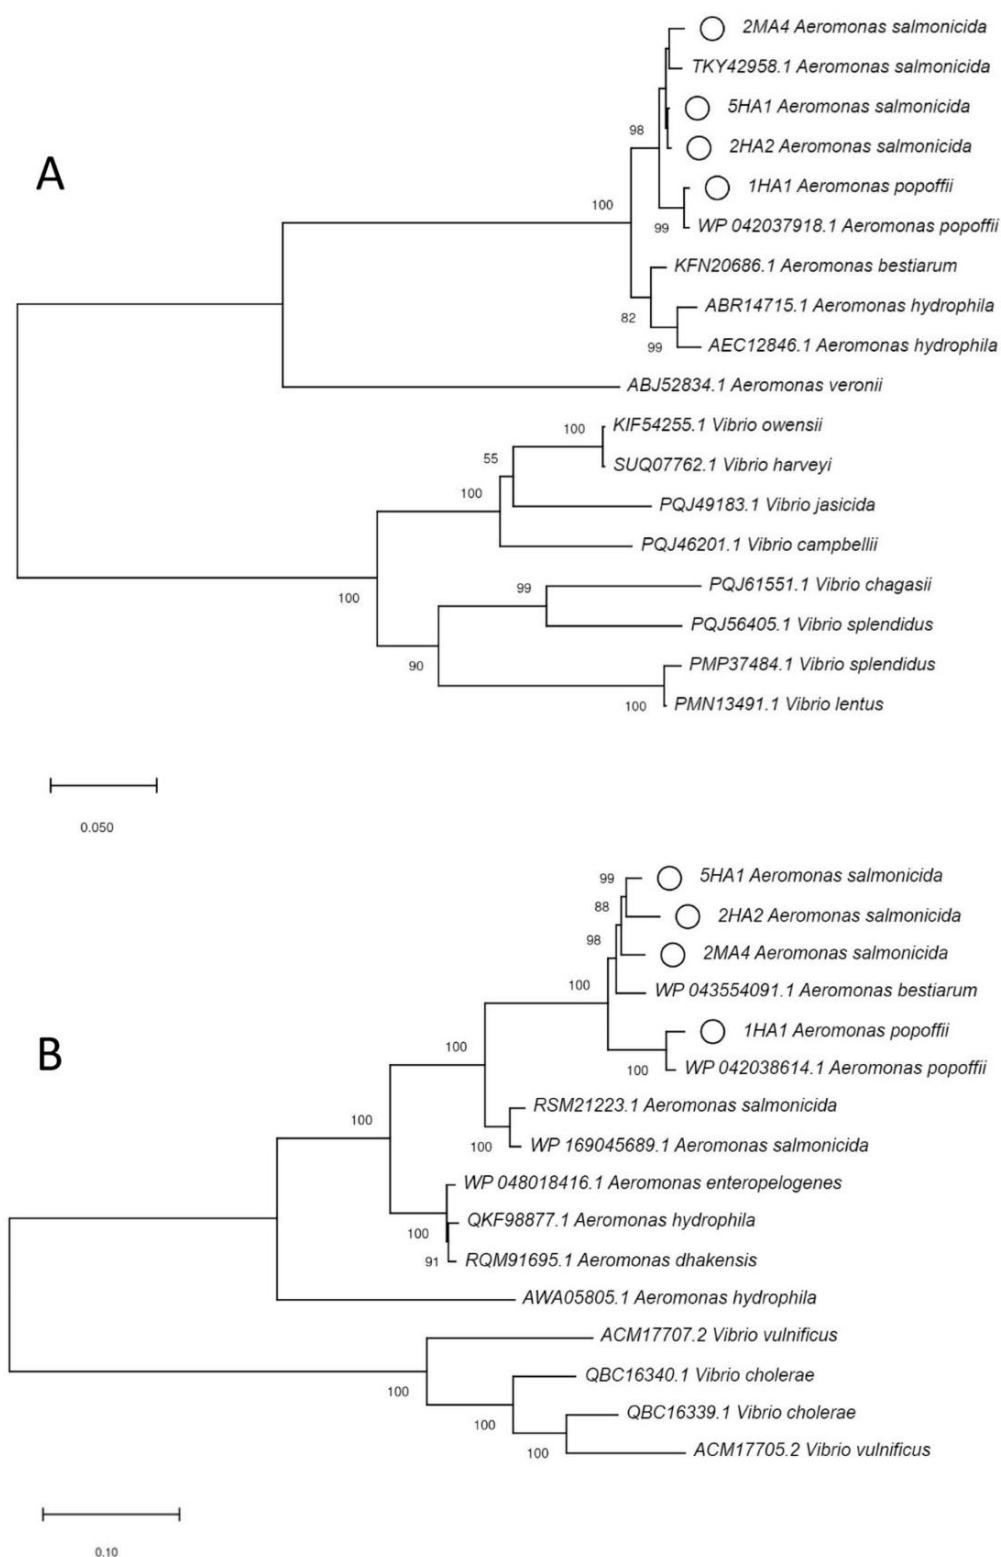 2MA4 Aeromonas salmonicida
TKY42958.1 Aeromonas salmonicida
5HA1 Aeromonas salmonicida
98
2HA2 Aeromonas salmonicida
A
1HA1 Aeromonas popoffii
100
99
WP 042037918.1 Aeromonas popoffii
KFN20686.1 Aeromonas bestiarum
ABR14715.1 Aeromonas hydrophila
82
99
AEC12846.1 Aeromonas hydrophila
ABJ52834.1 Aeromonas veronii
100
KIF54255.1 Vibrio owensii
55
SUQ07762.1 Vibrio harveyi
100
PQJ49183.1 Vibrio jasicida
PQJ46201.1 Vibrio campbellii
99
PQJ61551.1 Vibrio chagasii
100
PQJ56405.1 Vibrio splendidus
90
PMP37484.1 Vibrio splendidus
100
PMN13491.1 Vibrio lentus
0.050
99
5HA1 Aeromonas salmonicida
88
2HA2 Aeromonas salmonicida
98
2MA4 Aeromonas salmonicida
100
WP 043554091.1 Aeromonas bestiarum
1HA1 Aeromonas popoffii
B
100
100
WP 042038614.1 Aeromonas popoffii
RSM21223.1 Aeromonas salmonicida
100
100
WP 169045689.1 Aeromonas salmonicida
WP 048018416.1 Aeromonas enteropelogenes
QKF98877.1 Aeromonas hydrophila
100
91
RQM91695.1 Aeromonas dhakensis
AWA05805.1 Aeromonas hydrophila
ACM17707.2 Vibrio vulnificus
QBC16340.1 Vibrio cholerae
100
QBC16339.1 Vibrio cholerae
100
100
ACM17705.2 Vibrio vulnificus
0.10